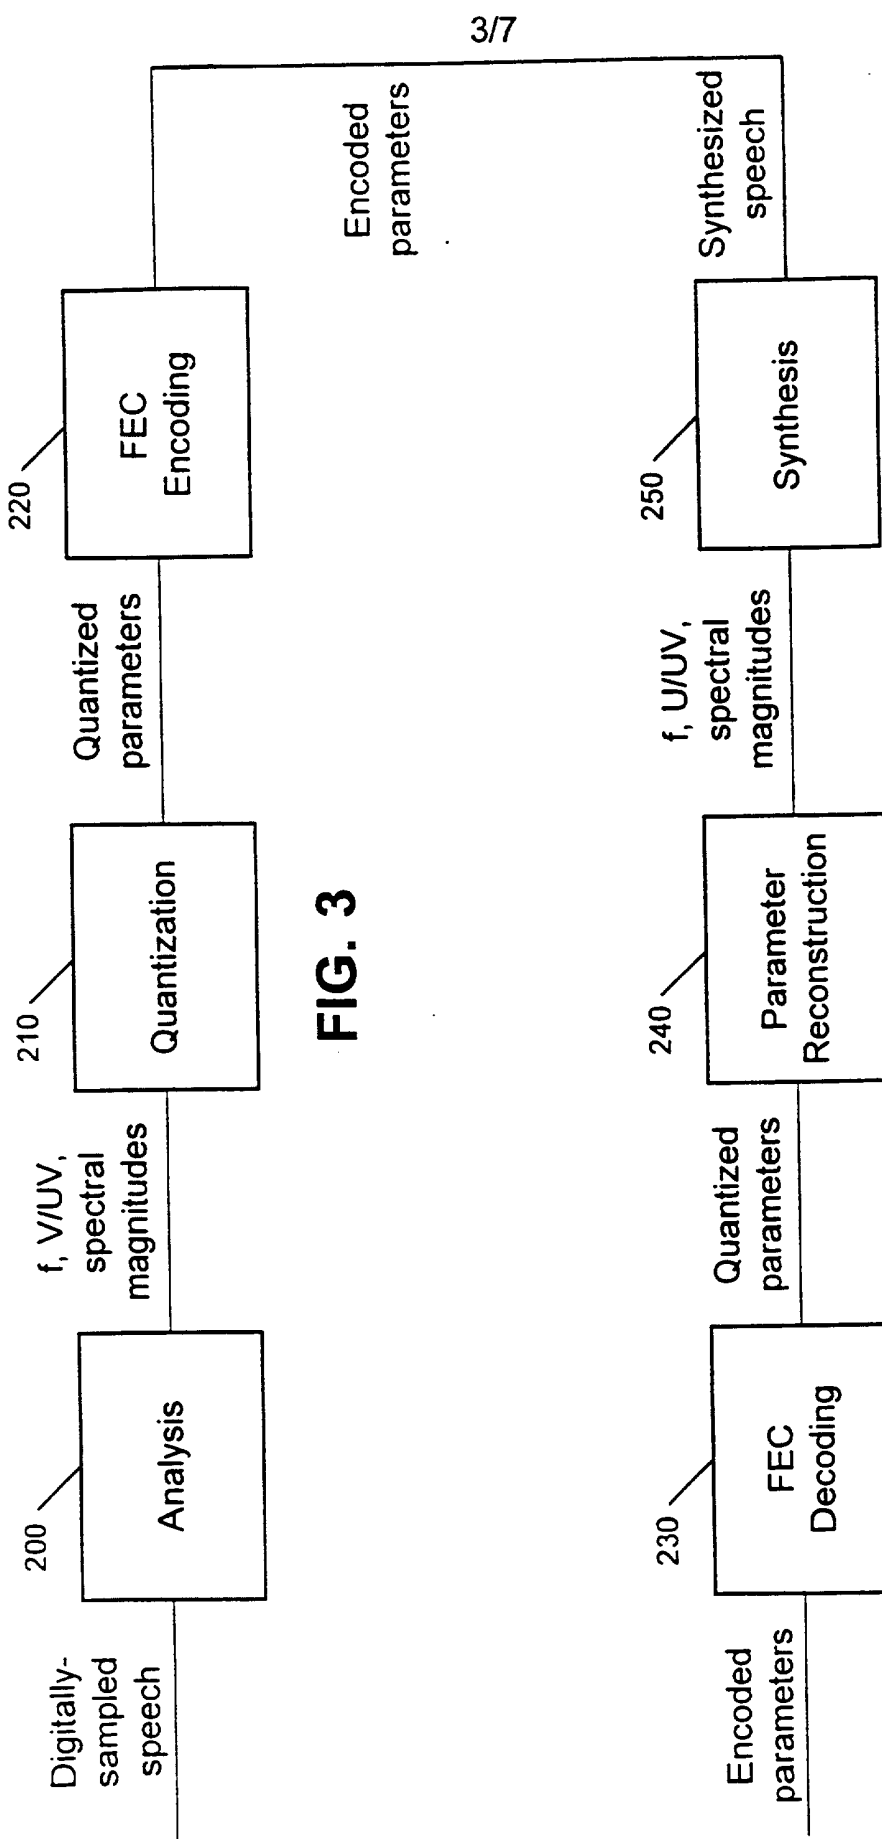 3/7
Digitally-
sampled
speech
200
Analysis
f, V/UV,
spectral
magnitudes
210
Quantization
Quantized
parameters
220
FEC
Encoding
Encoded
parameters
FIG. 3
Encoded
parameters
230
FEC
Decoding
Quantized
parameters
240
Parameter
Reconstruction
f, U/UV,
spectral
magnitudes
250
Synthesis
Synthesized
speech